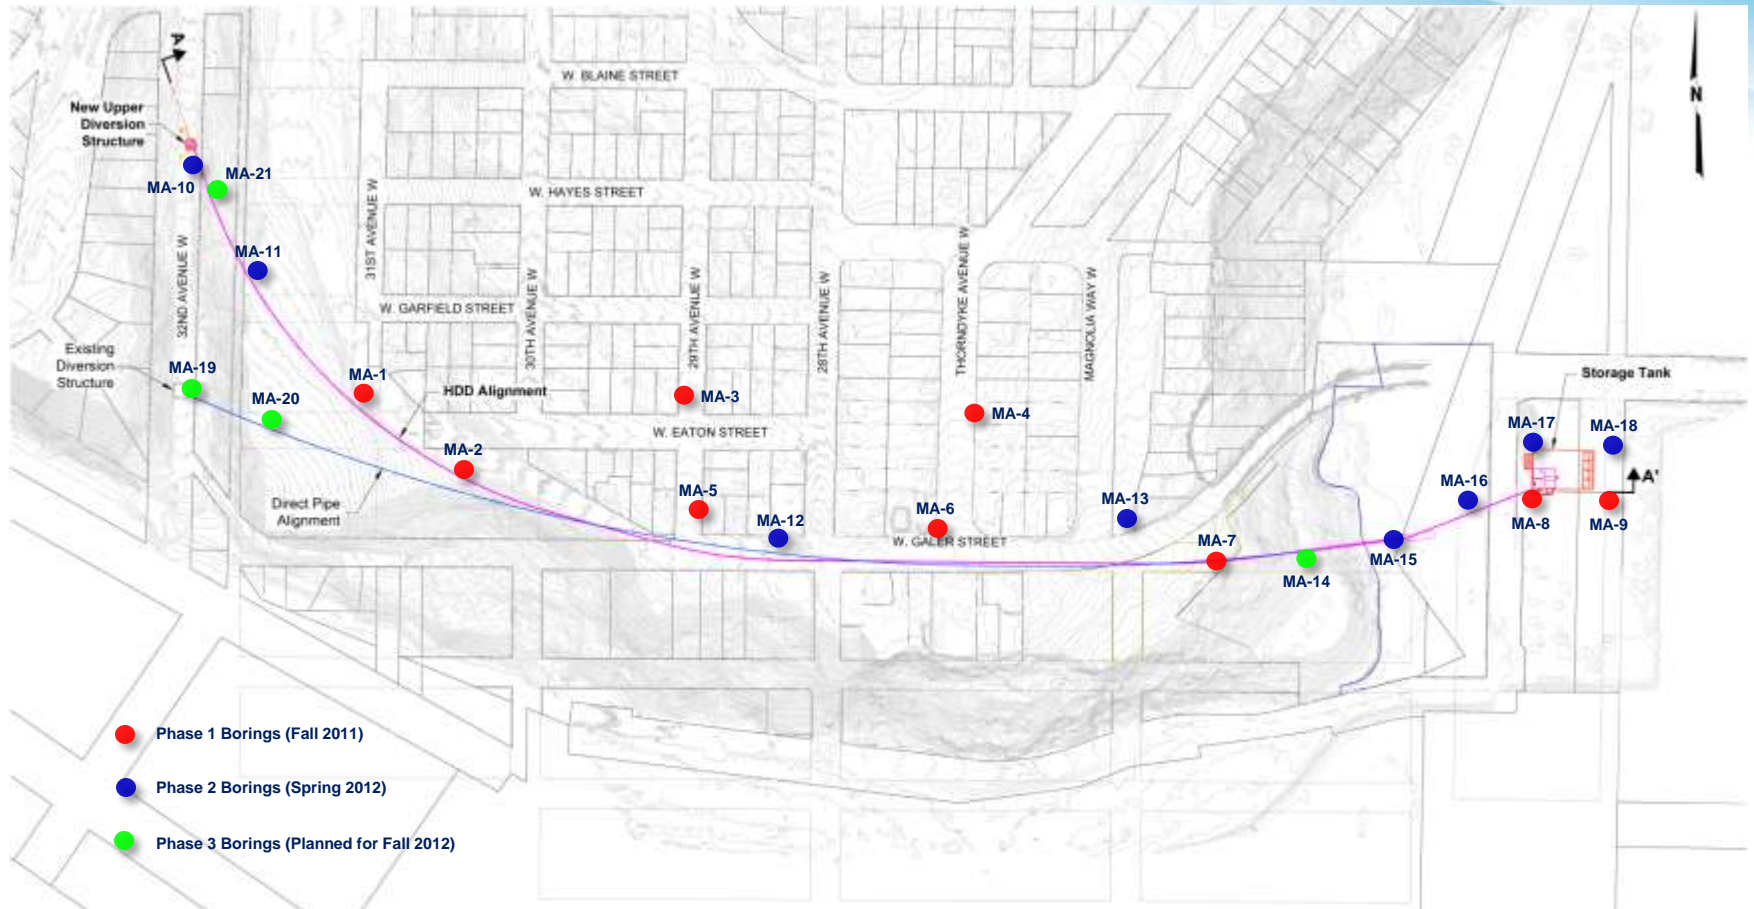 A
W. BLAINE STREET
New Upper
Diversion
Structure
N
MA-10
MA-21
W. HAYES STREET
31ST AVENUE W
32ND AVENUE W
MA-11
30TH AVENUE W
29TH AVENUE W
28TH AVENUE W
THORNDYKE AVENUE W
MAGNOLIA WAY W
W. GARFIELD STREET
Existing
Diversion
Structure
MA-19
MA-1
HDD Alignment
MA-3
Storage Tank
MA-20
MA-4
W. EATON STREET
MA-17
MA-18
MA-2
A'
MA-16
Direct Pipe
Alignment
MA-5
MA-6
MA-13
MA-8
MA-9
MA-12
W. GALER STREET
MA-7
MA-15
MA-14
Phase 1 Borings (Fall 2011)
Phase 2 Borings (Spring 2012)
Phase 3 Borings (Planned for Fall 2012)